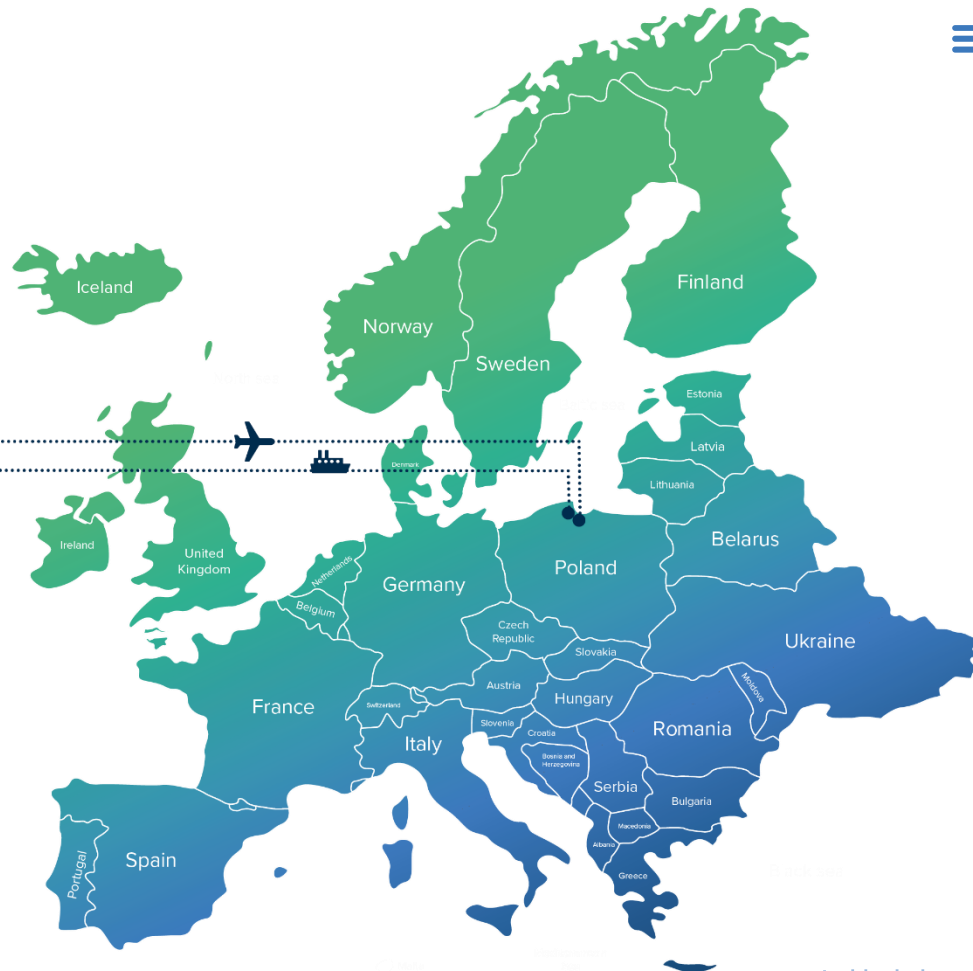 Iceland
Finland
Norway
Sweden
Estonia
Latvia
Denmark
Lithuania
Belarus
Ireland
United
Kingdom
Netherlands
Poland
Germany
Belgium
Czech
Republic
Ukraine
Slovakia
Austria
Moldova
Hungary
France
Switzerland
Slovenia
Romania
Croatia
Italy
Bosnia and
Herzegovina
Serbia
Bulgaria
Macedonia
Albania
Portugal
Spain
Greece